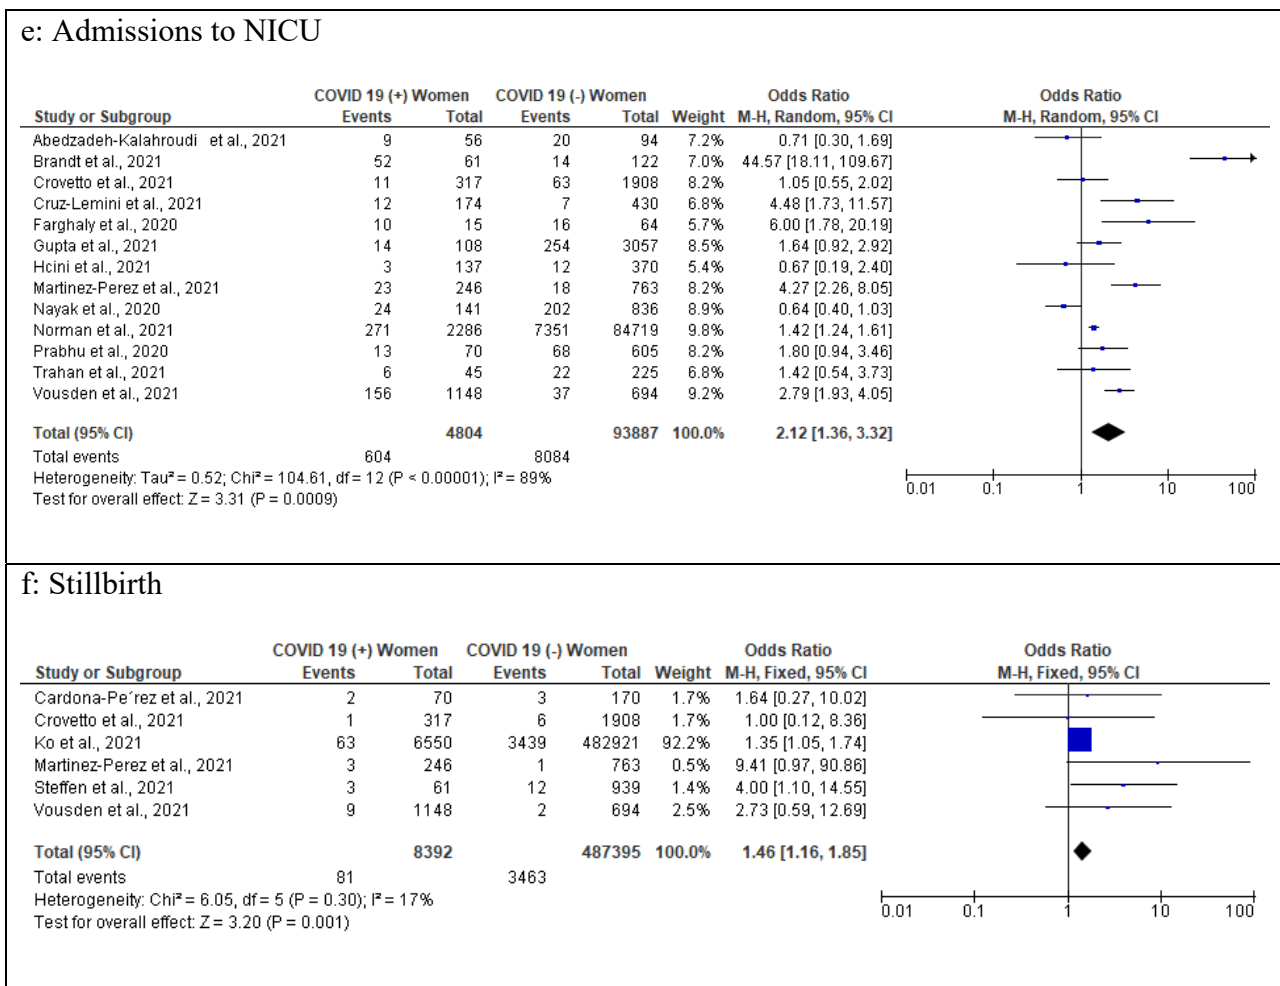 e: Admissions to NICU
COVID 19 (+) Women COVID 19 (-) Women Odds Ratio Odds Ratio
Study or Subgroup Events Total Events Total Weight M-H, Random, 95% CI M-H, Random, 95% CI
Abedzadeh-Kalahroudi et al., 2021 9 56 20 94 7.2% 0.71 [0.30, 1.69]
Brandt et al., 2021 52 61 14 122 7.0% 44.57 [18.11, 109.67]
Crovetto et al., 2021 11 317 63 1908 8.2% 1.05 [0.55, 2.02]
Cruz-Lemini et al., 2021 12 174 7 430 6.8% 4.48 [1.73, 11.57]
Farghaly et al., 2020 10 15 16 64 5.7% 6.00 [1.78, 20.19]
Gupta et al., 2021 14 108 254 3057 8.5% 1.64 [0.92, 2.92]
Hcini et al., 2021 3 137 12 370 5.4% 0.67 [0.19, 2.40]
Martinez-Perez et al., 2021 23 246 18 763 8.2% 4.27 [2.26, 8.05]
Nayak et al., 2020 24 141 202 836 8.9% 0.64 [0.40, 1.03]
Norman et al., 2021 271 2286 7351 84719 9.8% 1.42 [1.24, 1.61]
Prabhu et al., 2020 13 70 68 605 8.2% 1.80 [0.94, 3.46]
Trahan et al., 2021 6 45 22 225 6.8% 1.42 [0.54, 3.73]
Vousden et al., 2021 156 1148 37 694 9.2% 2.79 [1.93, 4.05]
Total (95% CI) 4804 93887 100.0% 2.12 [1.36, 3.32]
Total events 604 8084
Heterogeneity: Tau² = 0.52; Chi² = 104.61, df = 12 (P < 0.00001); I² = 89%
Test for overall effect: Z = 3.31 (P = 0.0009)
0.01 0.1 1 10 100
f: Stillbirth
COVID 19 (+) Women COVID 19 (-) Women Odds Ratio Odds Ratio
Study or Subgroup Events Total Events Total Weight M-H, Fixed, 95% CI M-H, Fixed, 95% CI
Cardona-Pe´rez et al., 2021 2 70 3 170 1.7% 1.64 [0.27, 10.02]
Crovetto et al., 2021 1 317 6 1908 1.7% 1.00 [0.12, 8.36]
Ko et al., 2021 63 6550 3439 482921 92.2% 1.35 [1.05, 1.74]
Martinez-Perez et al., 2021 3 246 1 763 0.5% 9.41 [0.97, 90.86]
Steffen et al., 2021 3 61 12 939 1.4% 4.00 [1.10, 14.55]
Vousden et al., 2021 9 1148 2 694 2.5% 2.73 [0.59, 12.69]
Total (95% CI) 8392 487395 100.0% 1.46 [1.16, 1.85]
Total events 81 3463
Heterogeneity: Chi² = 6.05, df = 5 (P = 0.30); I² = 17%
Test for overall effect: Z = 3.20 (P = 0.001)
0.01 0.1 1 10 100